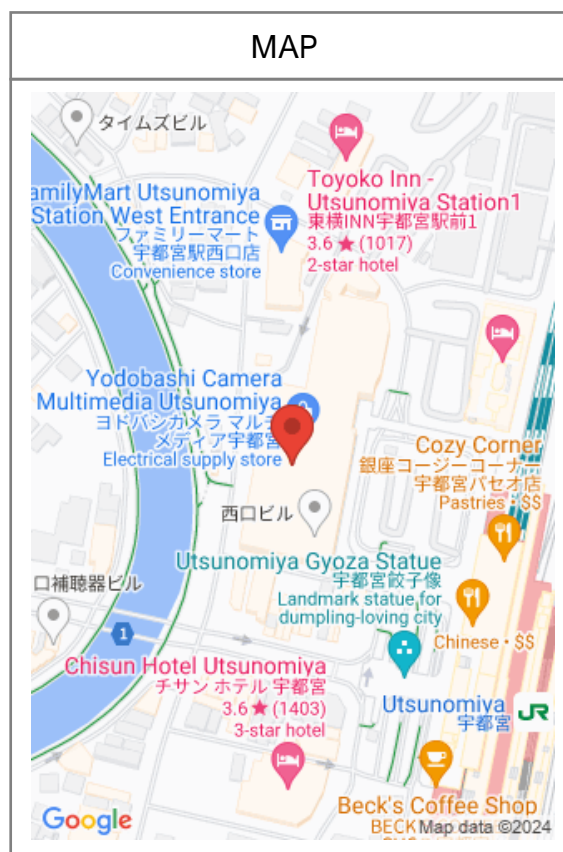 MAP
タイムズビル
Toyoko Inn -
Utsunomiya Station1
東横INN宇都宮駅前1
3.6 ★ (1017)
2-star hotel
amilyMart Utsunomiya
Station West Entrance
ファミリーマート
宇都宮駅西口店
Convenience store
Yodobashi Camera
Multimedia Utsunomiya
ヨドバシカメラ マルチ
メディア宇都宮
Electrical supply store
Cozy Corner
銀座コージーコーナー
宇都宮パセオ店
Pastries • $$
西口ビル
Utsunomiya Gyoza Statue
宇都宮餃子像
Landmark statue for
dumpling-loving city
口補聴器ビル
1
Chinese • $$
Chisun Hotel Utsunomiya
チサン ホテル 宇都宮
3.6 ★ (1403)
3-star hotel
Utsunomiya
宇都宮
JR
Beck's Coffee Shop
BECK
Google
Map data ©2024